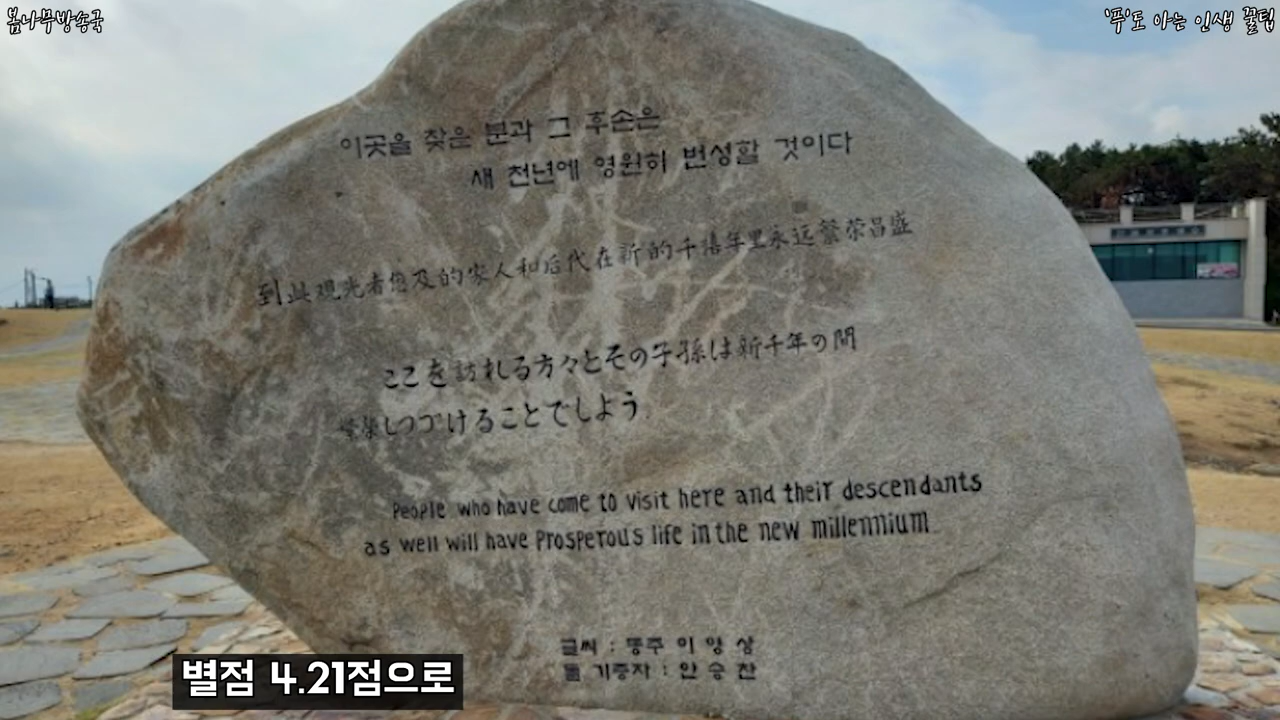 봄나무방송국
'푸'도 아는 인생 꿀팁
이곳을 찾은 분과 그 후손은
새 천년에 영원히 번성할 것이다
到此观光者您及的家人和后代在新的千禧年里永远繁荣昌盛
ここを訪れる方々とその子孫は新千年の間
繁栄しつづけることでしよう
People who have come to visit here and their descendants
as well will have Prosperous life in the new millennium
글씨 : 동주 이 양 상
돌 기증자 : 안 승 찬
별점 4.21점으로